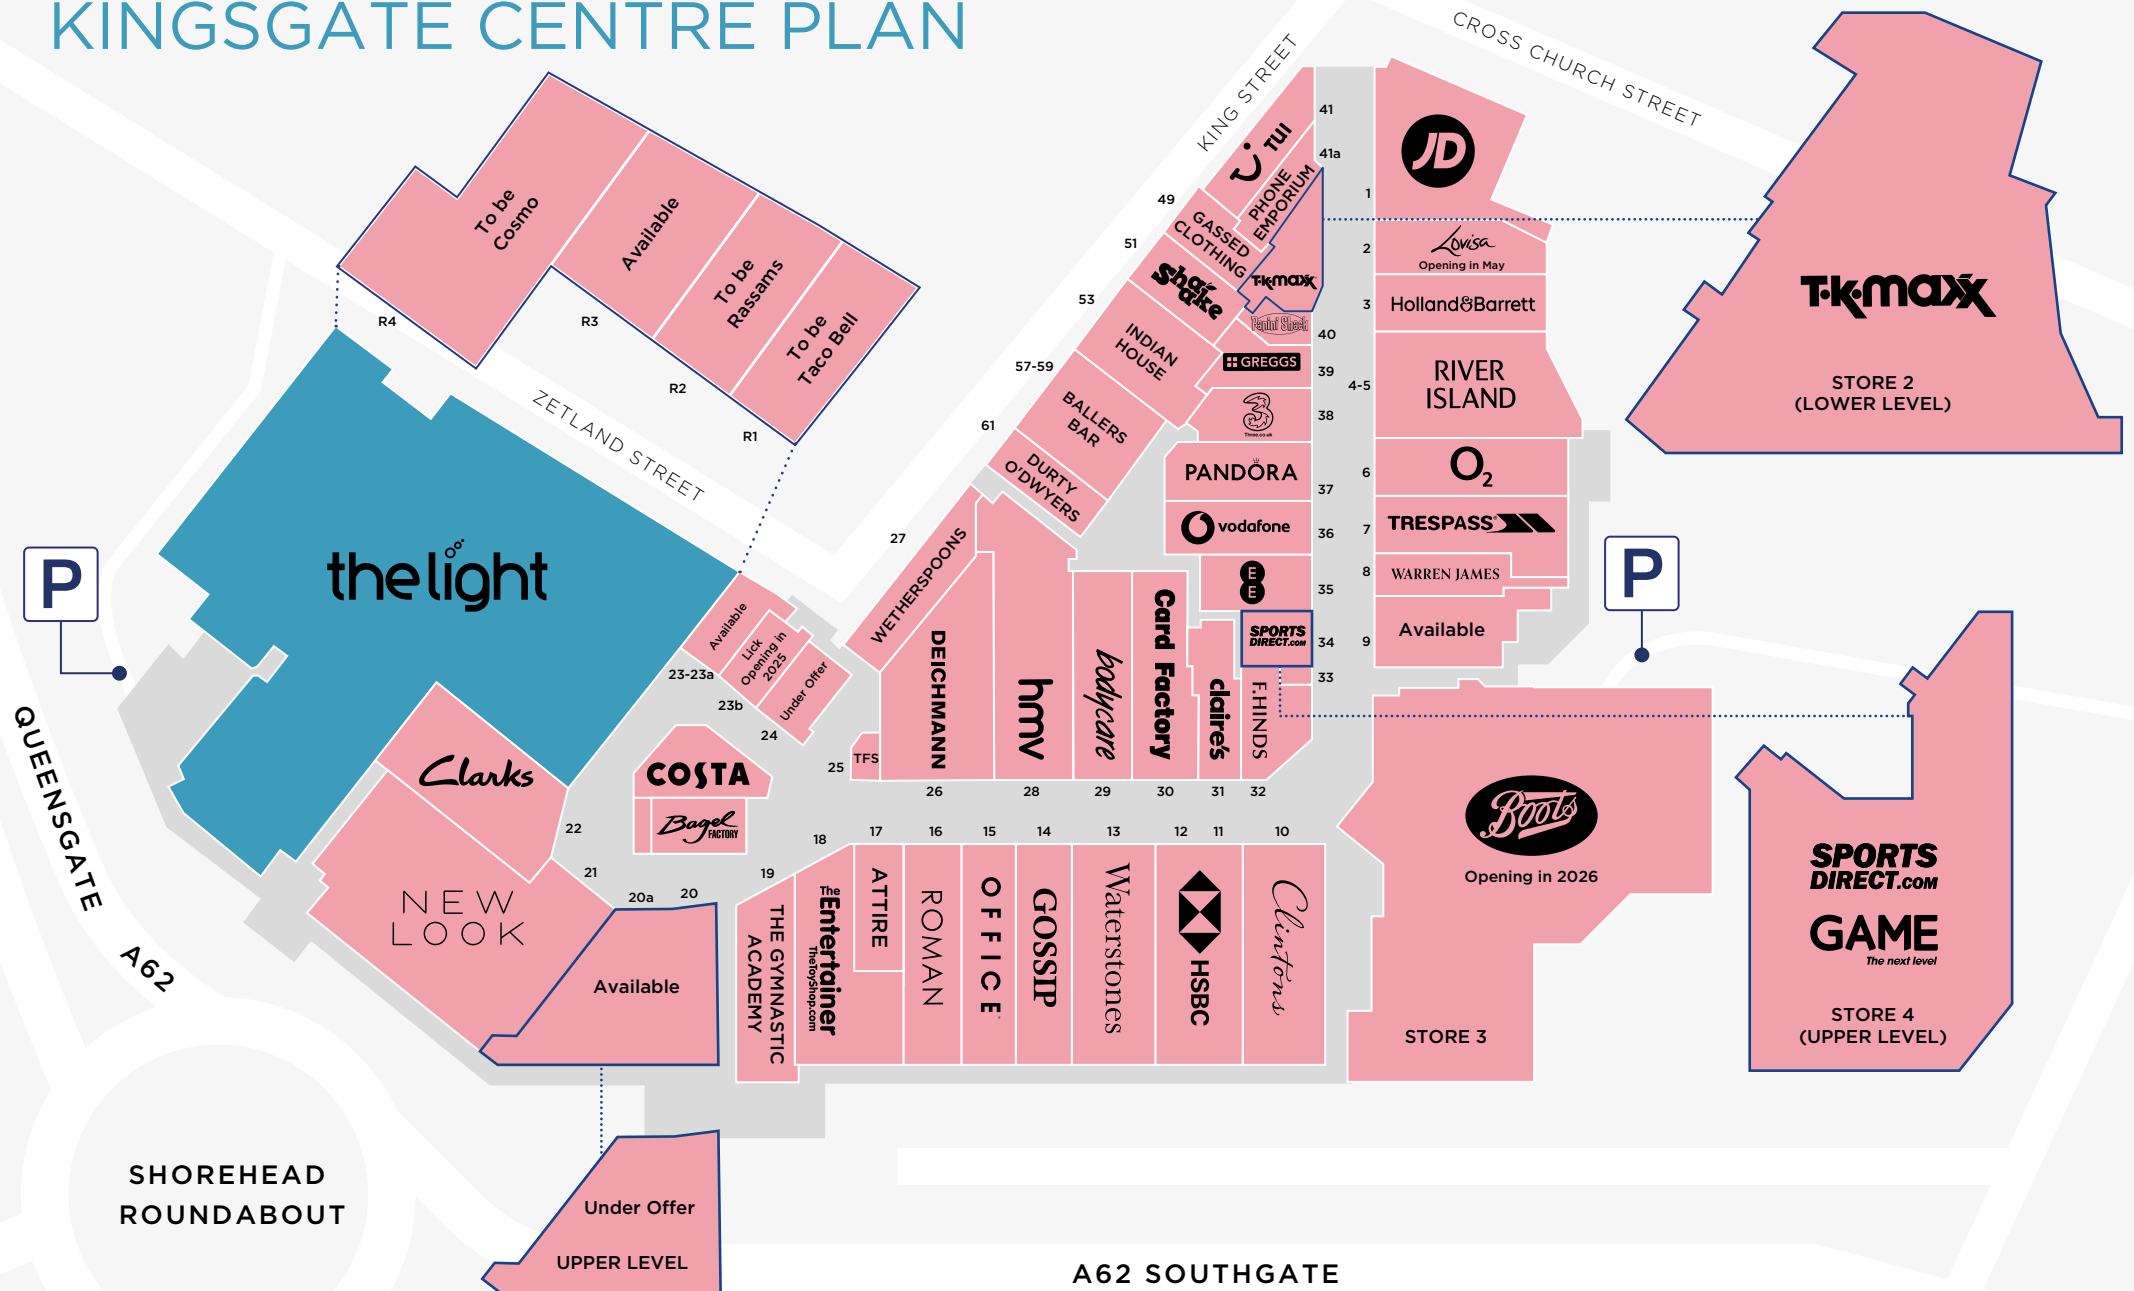 KINGSGATE CENTRE PLAN
CROSS CHURCH STREET
KING STREET
41
TUI
41a
PHONE
EMPORIUM
JD
1
49
GASSED
CLOTHING
51
shakeshake
TK maxx
2
Lovisa
Opening in May
3
Holland & Barrett
53
INDIAN
HOUSE
Panini Shack
40
GREGGS
39
57-59
BALLERS
BAR
3
Three.co.uk
38
4-5
RIVER
ISLAND
61
DURTY
O'DWYERS
PANDORA
37
6
O2
vodafone
36
7
TRESPASS
EE
35
8
WARREN JAMES
SPORTS
DIRECT.COM
34
9
Available
33
TK maxx
STORE 2
(LOWER LEVEL)
To be
Cosmo
Available
To be
Rassams
To be
Taco Bell
R4
R3
R2
R1
ZETLAND STREET
the light
P
P
27
WETHERSPOONS
Available
Lick
Opening in
2025
Under Offer
23-23a
23b
24
25
TFS
DEICHMANN
hmv
bodycare
Card Factory
claire's
F.HINDS
26
28
29
30
31
32
COSTA
Bagel
FACTORY
Clarks
22
21
20a
20
19
18
17
16
15
14
13
12
11
10
NEW
LOOK
Available
THE GYMNASTIC
ACADEMY
The Entertainer
TheToyShop.com
ATTIRE
ROMAN
OFFICE
GOSSIP
Waterstones
HSBC
Clintons
Boots
Opening in 2026
STORE 3
SPORTS
DIRECT.COM
GAME
The next level
STORE 4
(UPPER LEVEL)
QUEENSGATE
A62
SHOREHEAD
ROUNDABOUT
Under Offer
UPPER LEVEL
A62 SOUTHGATE